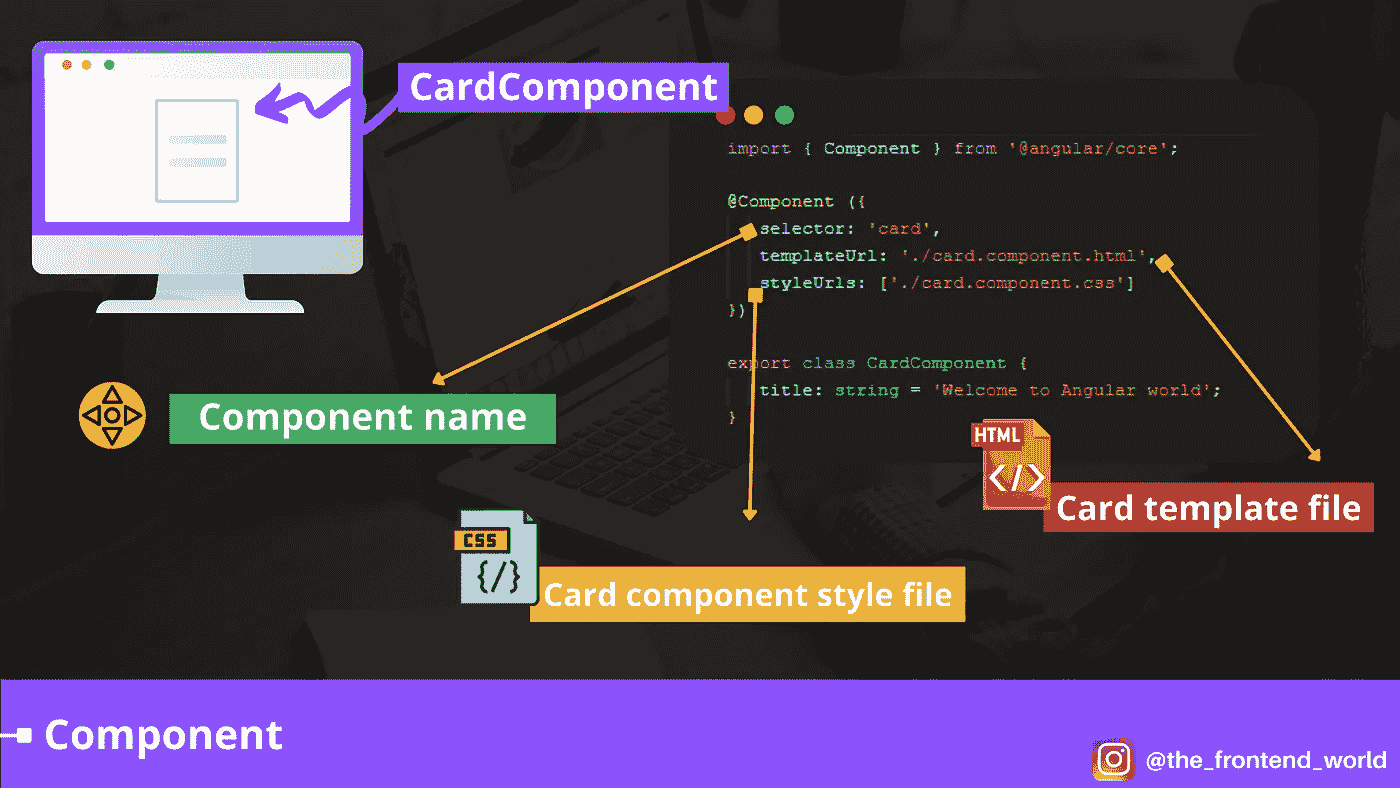 CardComponent
import { Component } from '@angular/core';
@Component ({
selector: 'card',
templateUrl: './card.component.html',
styleUrls: ['./card.component.css']
})
export class CardComponent {
title: string = 'Welcome to Angular world';
}
Component name
HTML
</>
Card template file
CSS
{/}
Card component style file
Component
@the_frontend_world